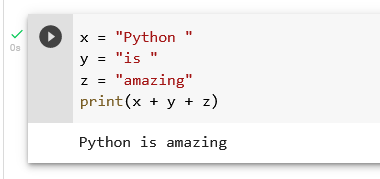 x = "Python "
y = "is "
z = "amazing"
print(x + y + z)
0s
Python is amazing